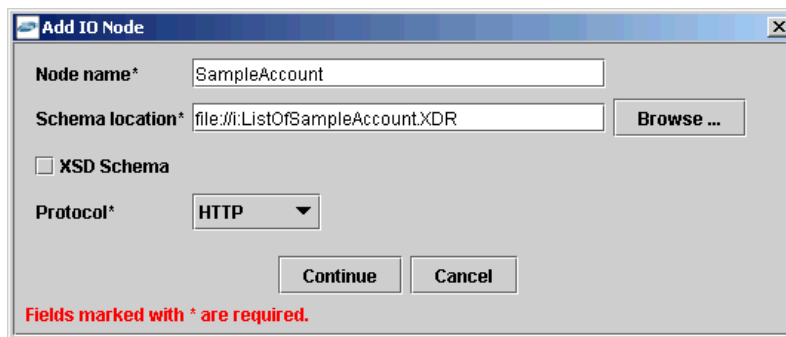 Add IO Node
Node name* SampleAccount
Schema location* file://i:ListOfSampleAccount.XDR Browse ...
XSD Schema
Protocol* HTTP
Continue Cancel
Fields marked with * are required.